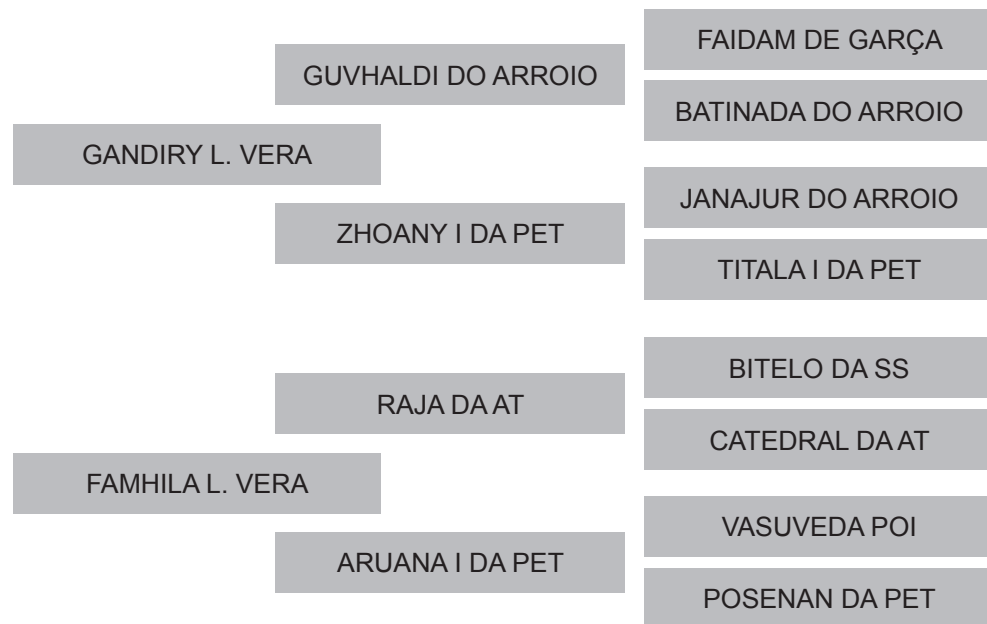 FAIDAM DE GARÇA
GUVHALDI DO ARROIO
BATINADA DO ARROIO
GANDIRY L. VERA
JANAJUR DO ARROIO
ZHOANY I DA PET
TITALA I DA PET
BITELO DA SS
RAJA DA AT
CATEDRAL DA AT
FAMHILA L. VERA
VASUVEDA POI
ARUANA I DA PET
POSENAN DA PET